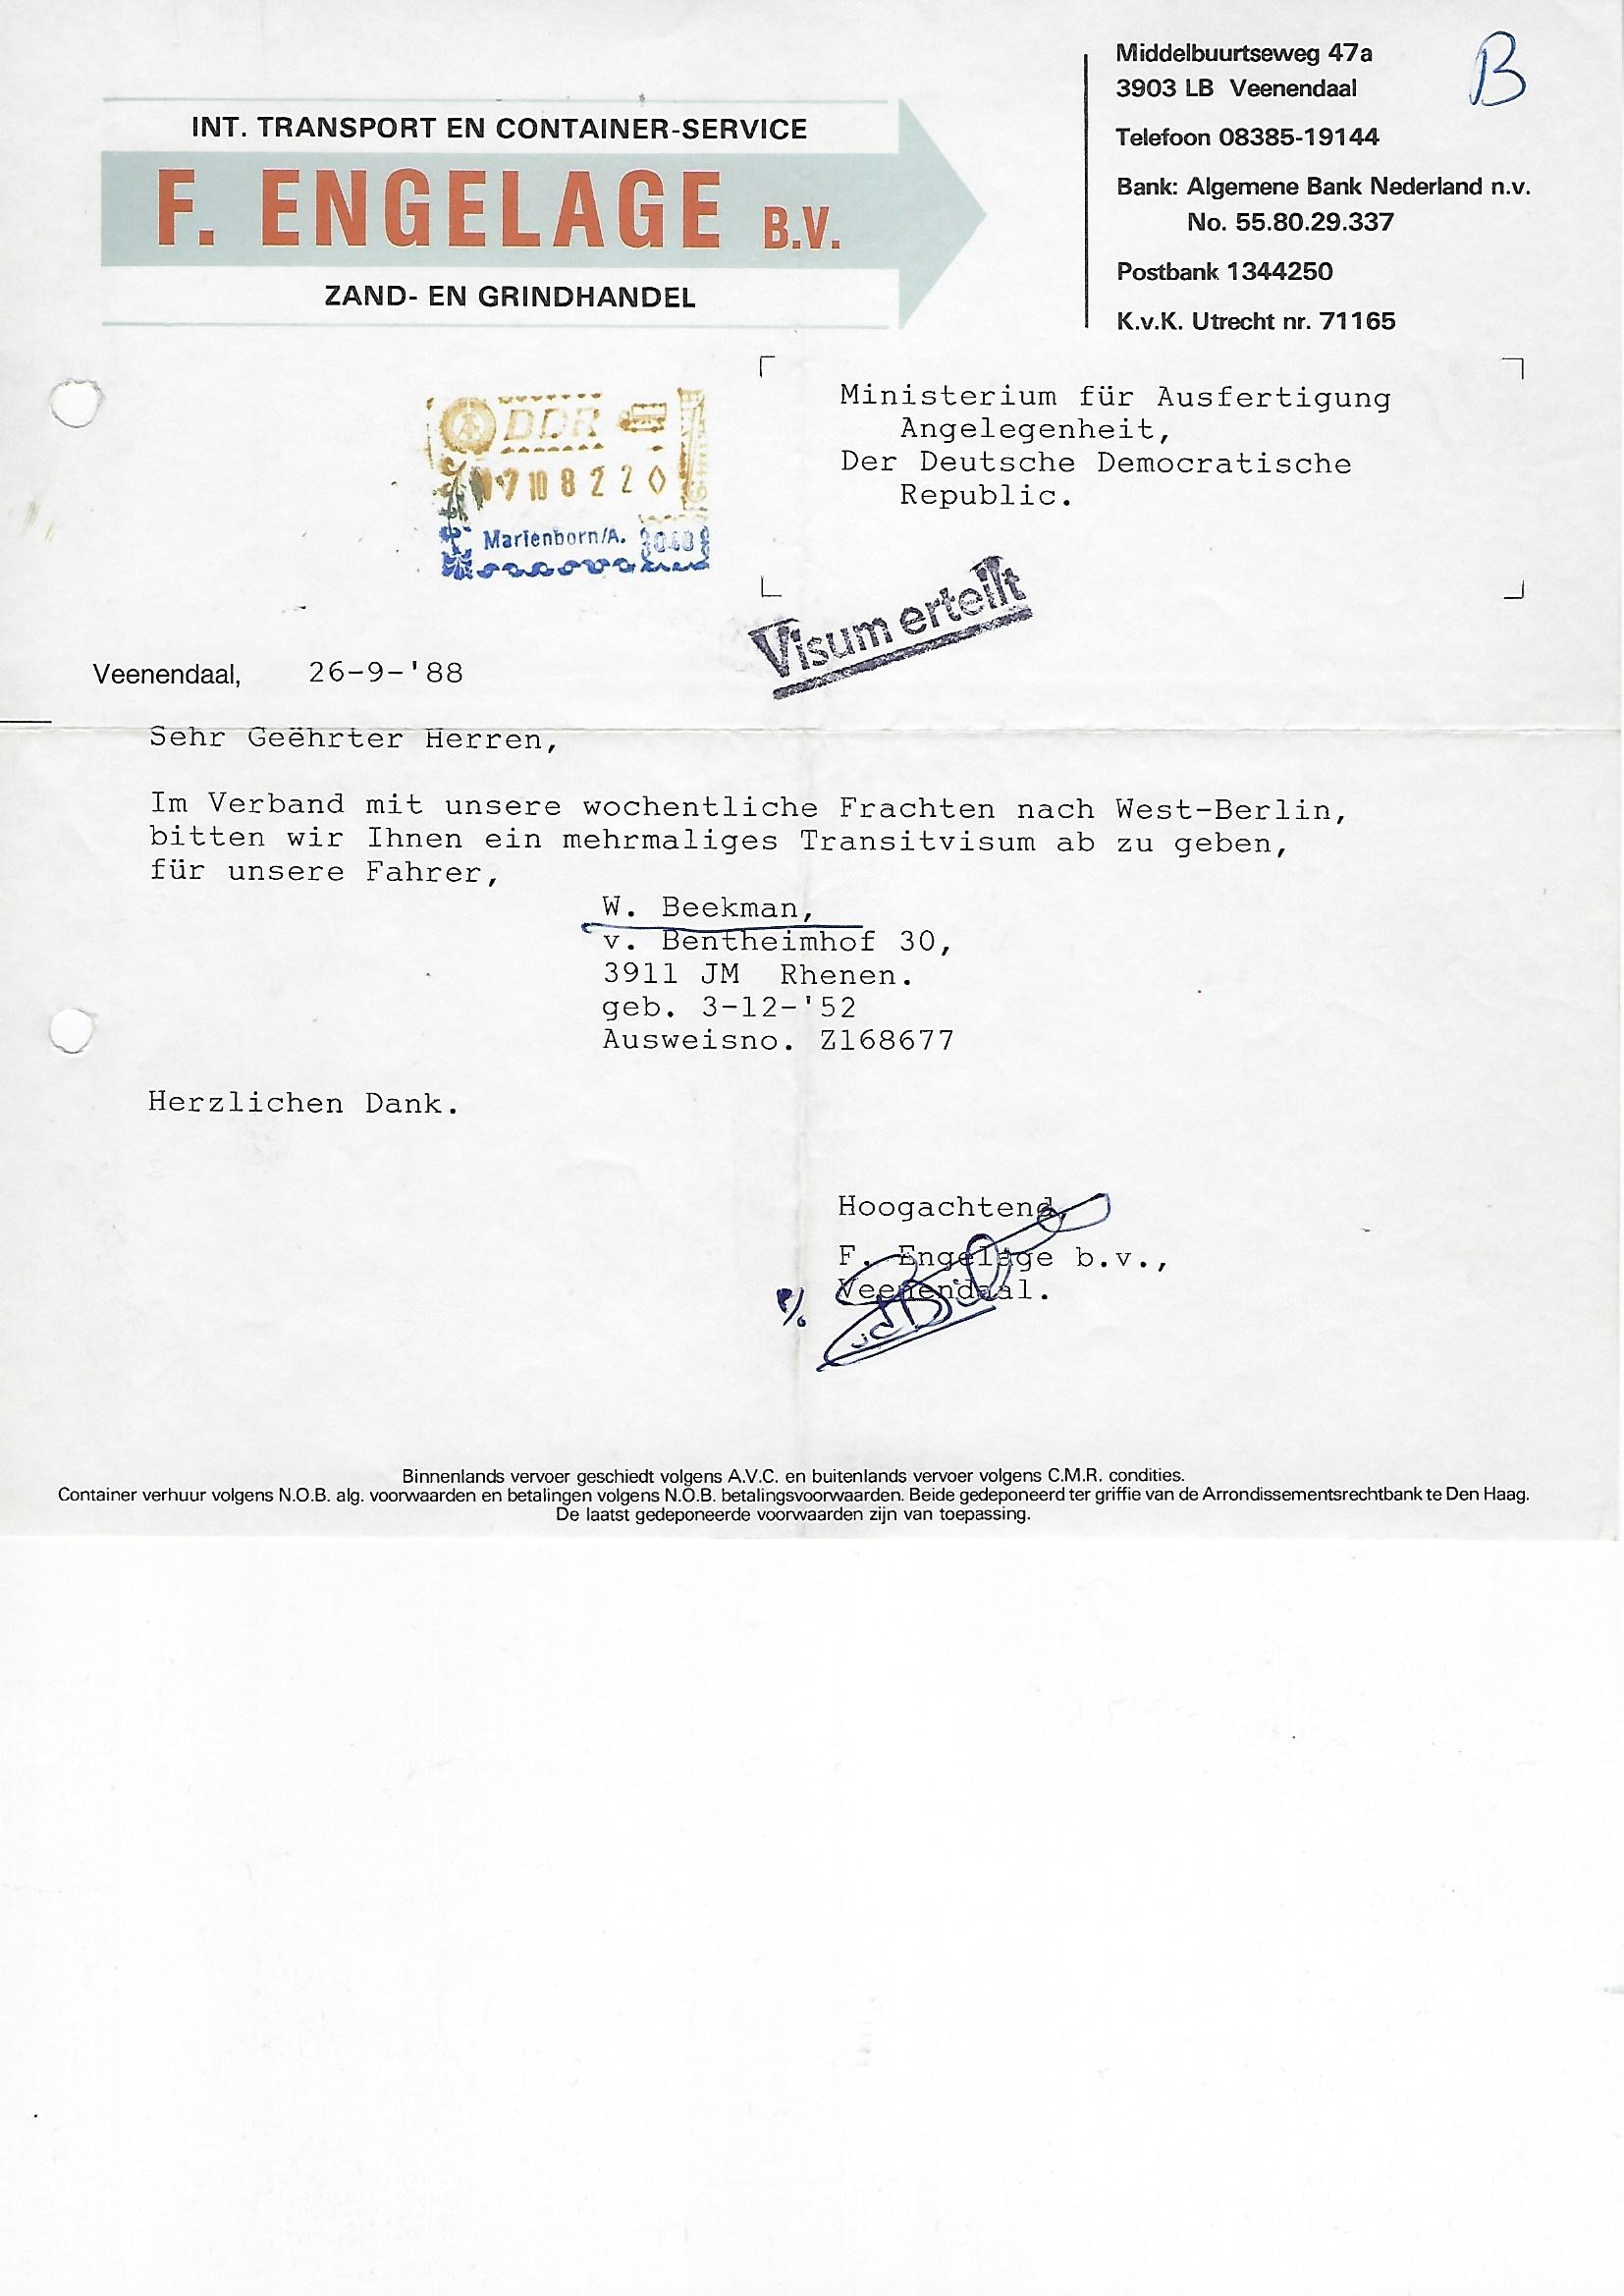 Middelbuurtseweg 47a
3903 LB Veenendaal
B
Telefoon 08385-19144
Bank: Algemene Bank Nederland n.v.
No. 55.80.29.337
Postbank 1344250
K.v.K. Utrecht nr. 71165
INT. TRANSPORT EN CONTAINER-SERVICE
F. ENGELAGE B.V.
ZAND- EN GRINDHANDEL
DDR
Marienborn/A.
Ministerium für Ausfertigung
Angelegenheit,
Der Deutsche Democratische
Republic.
Visum erteilt
Veenendaal, 26-9-'88
Sehr Geëhrter Herren,
Im Verband mit unsere wochentliche Frachten nach West-Berlin,
bitten wir Ihnen ein mehrmaliges Transitvisum ab zu geben,
für unsere Fahrer,
W. Beekman,
v. Bentheimhof 30,
3911 JM Rhenen.
geb. 3-12-'52
Ausweisno. Z168677
Herzlichen Dank.
Hoogachtend,
F. Engelage b.v.,
Veenendaal.
Binnenlands vervoer geschiedt volgens A.V.C. en buitenlands vervoer volgens C.M.R. condities.
Container verhuur volgens N.O.B. alg. voorwaarden en betalingen volgens N.O.B. betalingsvoorwaarden. Beide gedeponeerd ter griffie van de Arrondissementsrechtbank te Den Haag.
De laatst gedeponeerde voorwaarden zijn van toepassing.